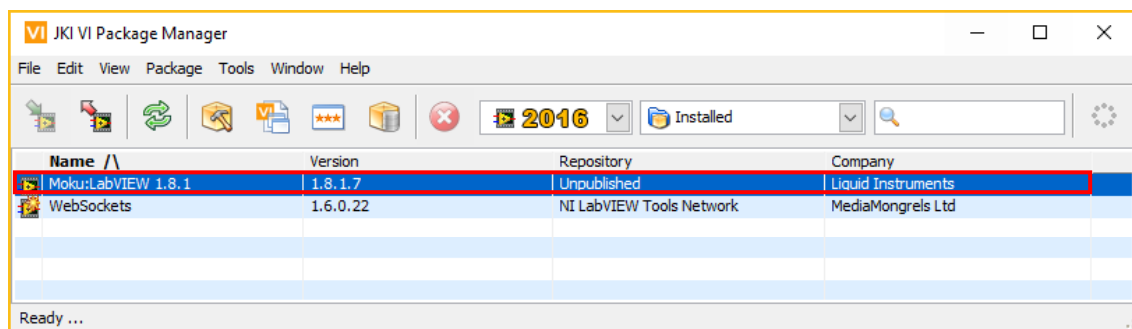 VI JKI VI Package Manager
File Edit View Package Tools Window Help
VI *** 2016 Installed
Name /\ Version Repository Company
Moku:LabVIEW 1.8.1 1.8.1.7 Unpublished Liquid Instruments
WebSockets 1.6.0.22 NI LabVIEW Tools Network MediaMongrels Ltd
Ready ...